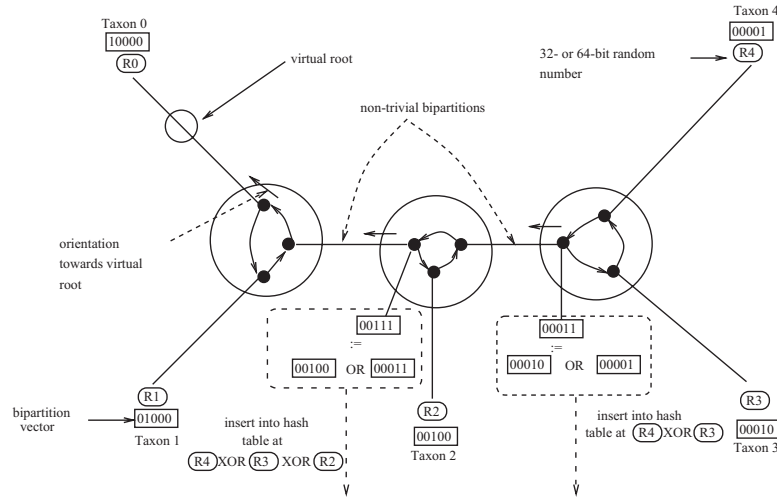 Taxon 0
10000
R0
virtual root
32- or 64-bit random
number
Taxon 4
00001
R4
non-trivial bipartitions
orientation
towards virtual
root
00111
:=
00100 OR 00011
00011
:=
00010 OR 00001
R1
01000
Taxon 1
bipartition
vector
insert into hash
table at
R4 XOR R3 XOR R2
R2
00100
Taxon 2
insert into hash
table at R4 XOR R3
R3
00010
Taxon 3